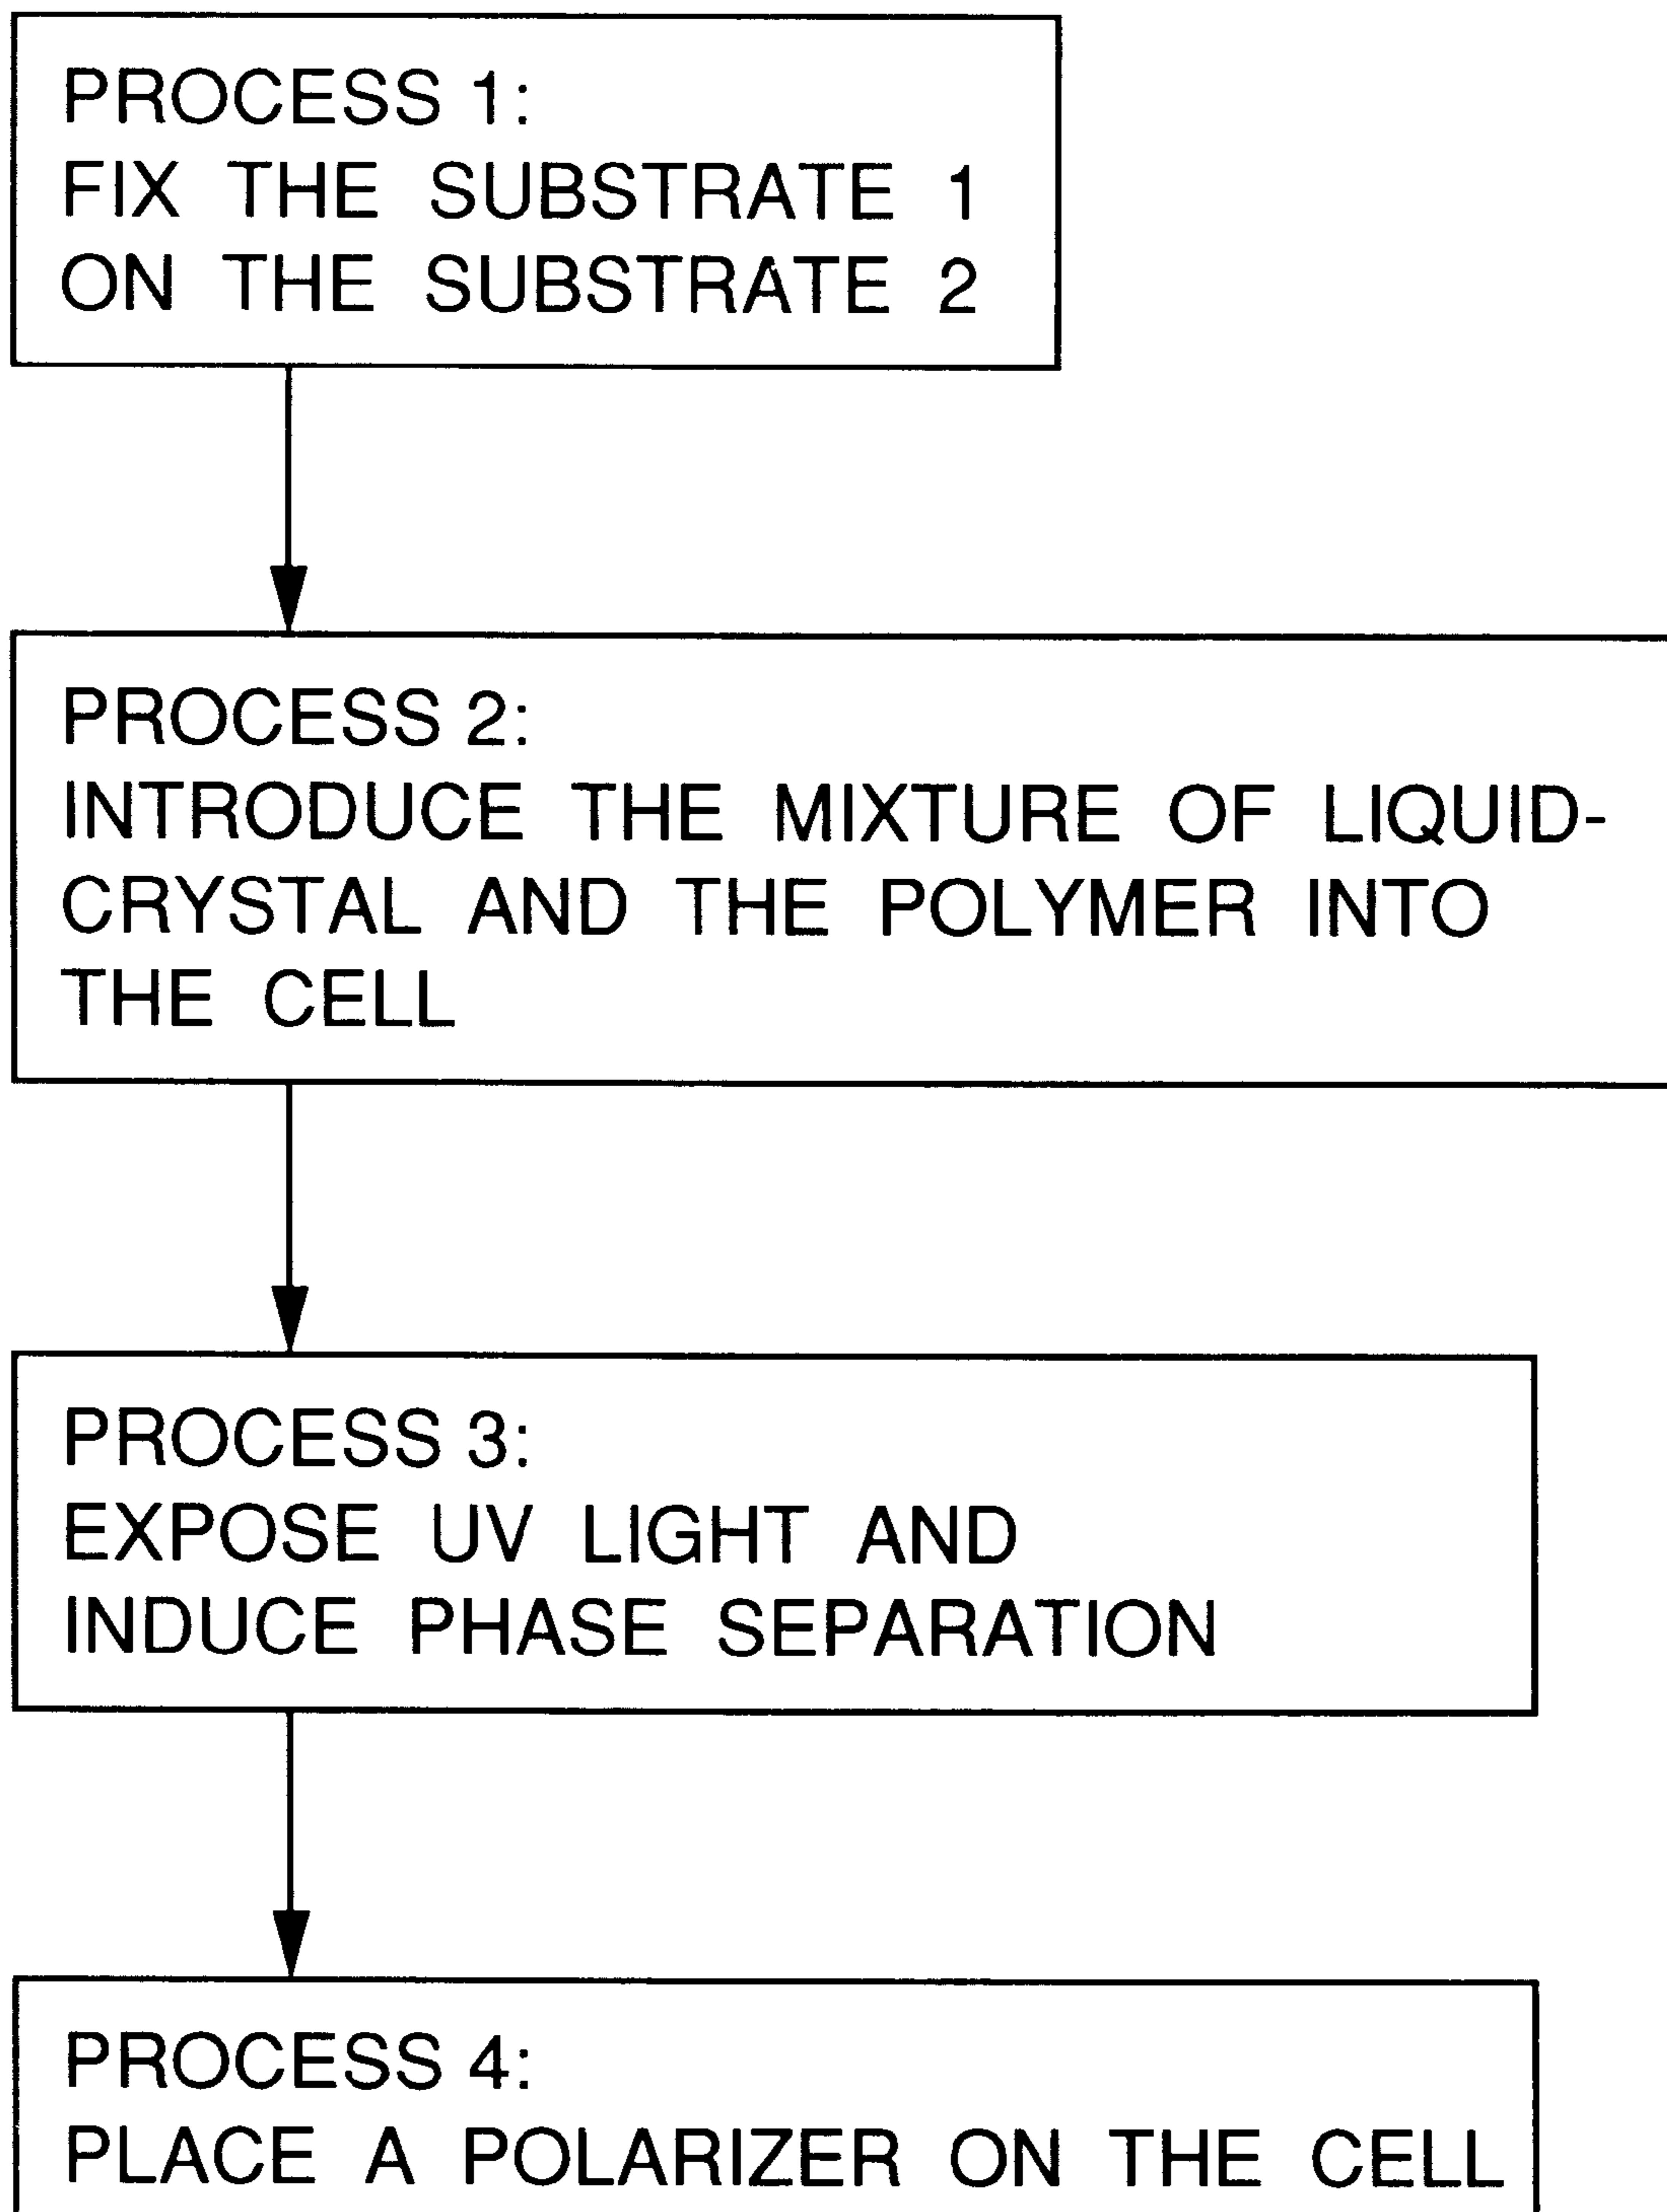 PROCESS 1:
FIX THE SUBSTRATE 1
ON THE SUBSTRATE 2
PROCESS 2:
INTRODUCE THE MIXTURE OF LIQUID-
CRYSTAL AND THE POLYMER INTO
THE CELL
PROCESS 3:
EXPOSE UV LIGHT AND
INDUCE PHASE SEPARATION
PROCESS 4:
PLACE A POLARIZER ON THE CELL